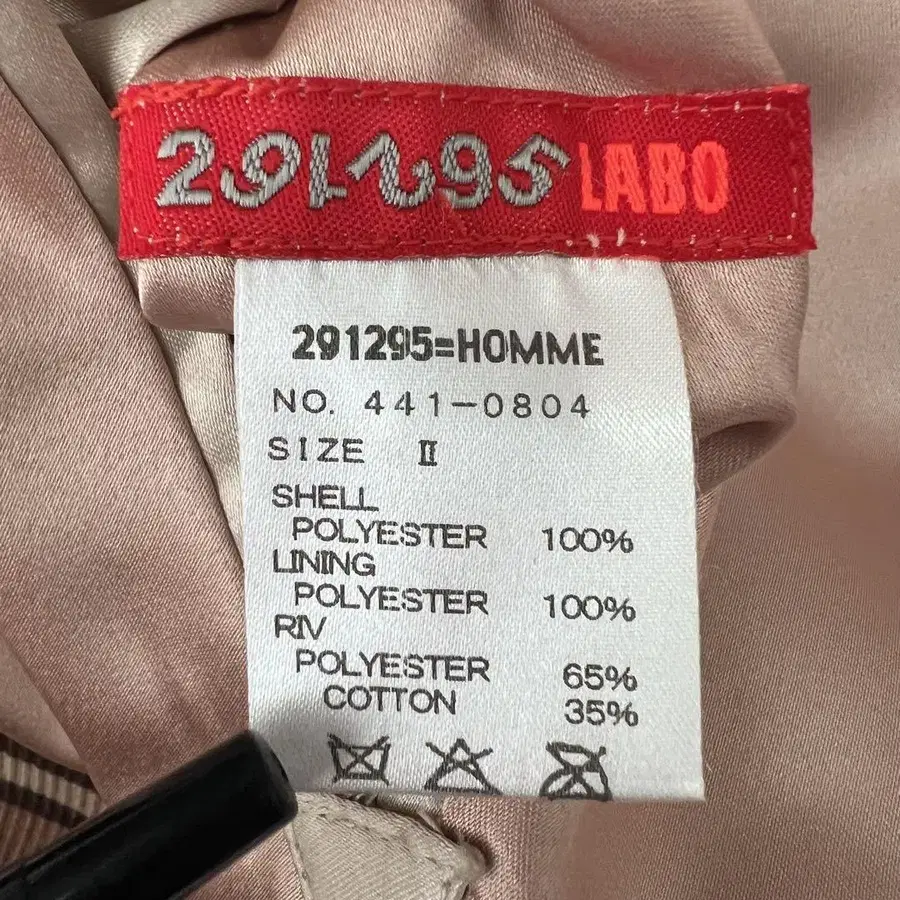 291295 LABO
291295=HOMME
NO. 441-0804
SIZE Ⅱ
SHELL
POLYESTER 100%
LINING
POLYESTER 100%
RIV
POLYESTER 65%
COTTON 35%